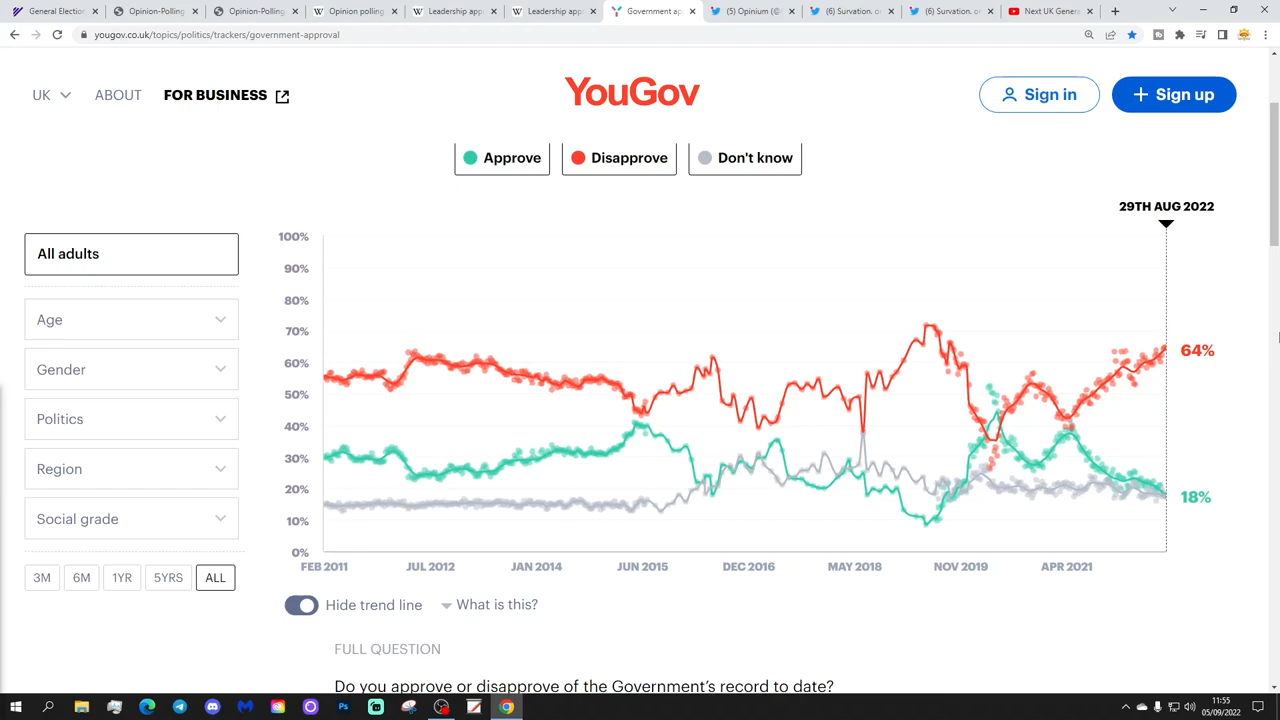 General Election
Opinion-Polling
Opinion-Polling
Opinion polling
Leadership appr
Leadership appr
Government ap
(5) Opinium (@
(6) Survation. o
(6) Survation. o
Next UK Gener
yougov.co.uk/topics/politics/trackers/government-approval
UK ABOUT FOR BUSINESS YouGov Sign in + Sign up
Approve Disapprove Don't know
29TH AUG 2022
All adults
Age
Gender
Politics
Region
Social grade
3M 6M 1YR 5YRS ALL
100%
90%
80%
70%
60%
50%
40%
30%
20%
10%
0%
64%
18%
FEB 2011 JUL 2012 JAN 2014 JUN 2015 DEC 2016 MAY 2018 NOV 2019 APR 2021
Hide trend line What is this?
FULL QUESTION
Do you approve or disapprove of the Government's record to date?
11:55
05/09/2022